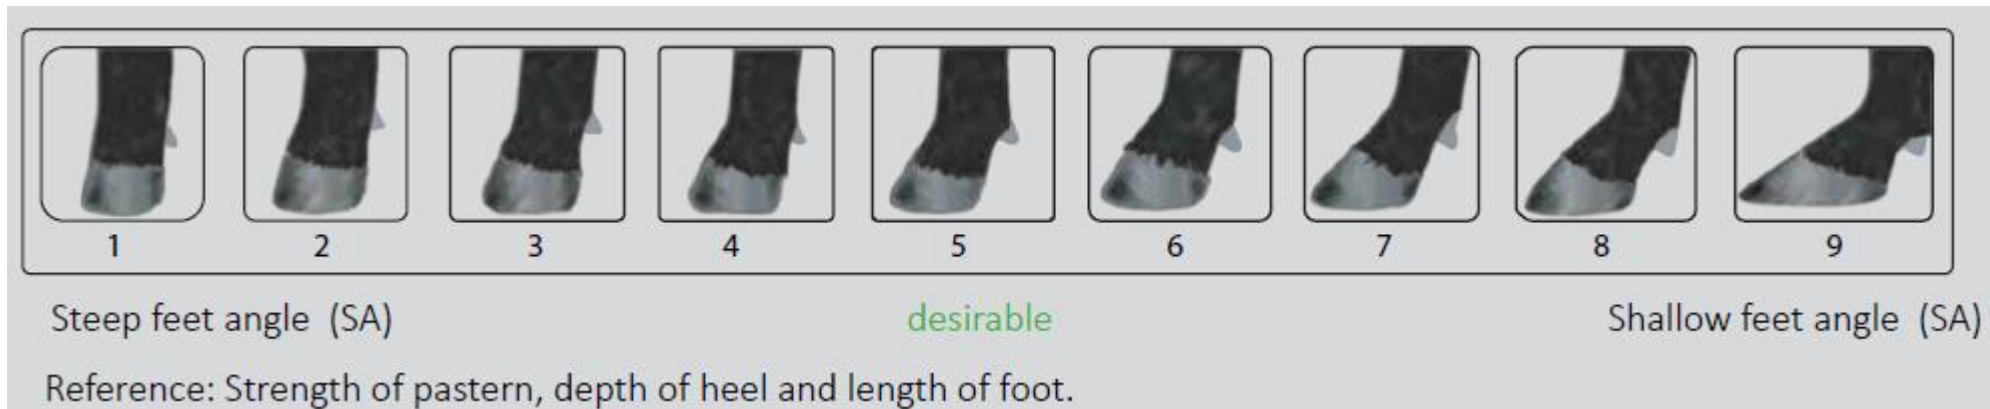 1 2 3 4 5 6 7 8 9
Steep feet angle (SA) desirable Shallow feet angle (SA)
Reference: Strength of pastern, depth of heel and length of foot.